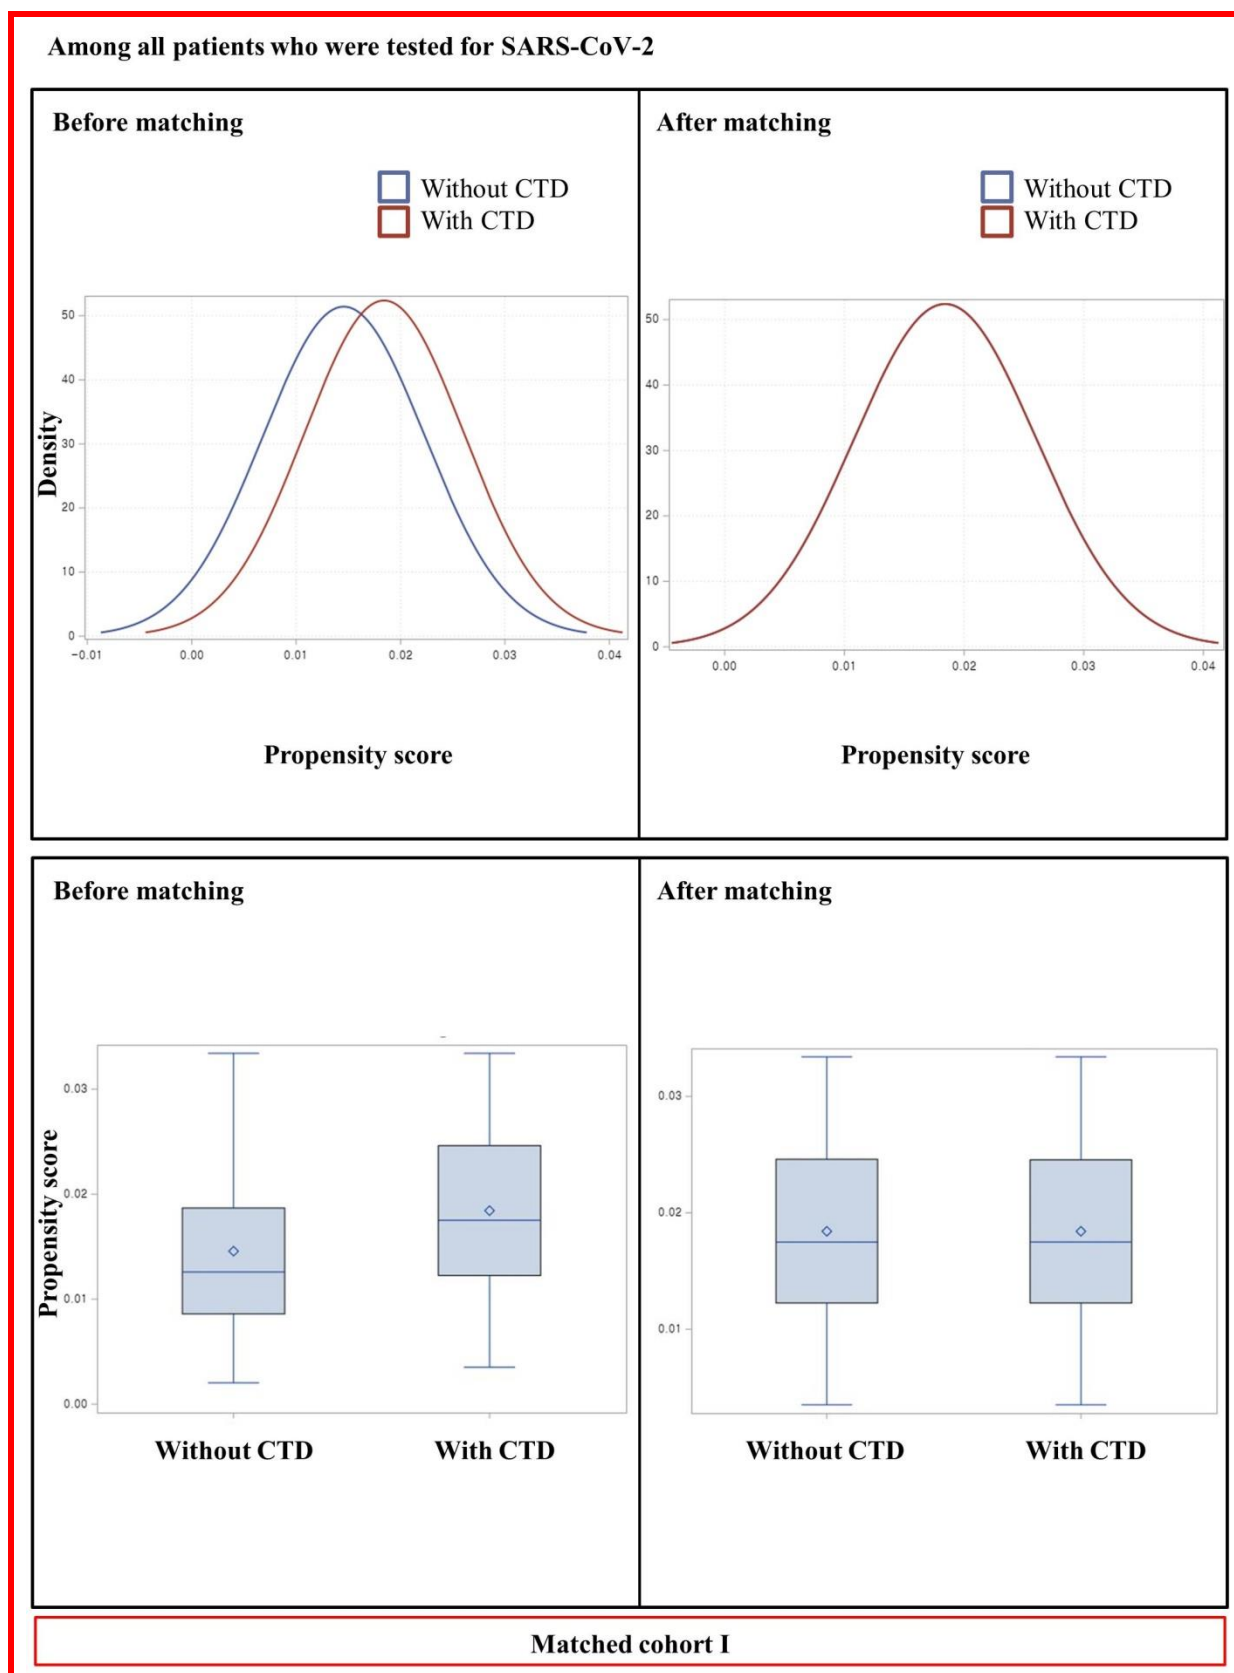 Among all patients who were tested for SARS-CoV-2
Before matching
Without CTD
With CTD
Density
50
40
30
20
10
0
−0.01 0.00 0.01 0.02 0.03 0.04
Propensity score
After matching
Without CTD
With CTD
50
40
30
20
10
0
0.00 0.01 0.02 0.03 0.04
Propensity score
Before matching
Propensity score
0.03
0.02
0.01
0.00
Without CTD With CTD
After matching
0.03
0.02
0.01
Without CTD With CTD
Matched cohort I